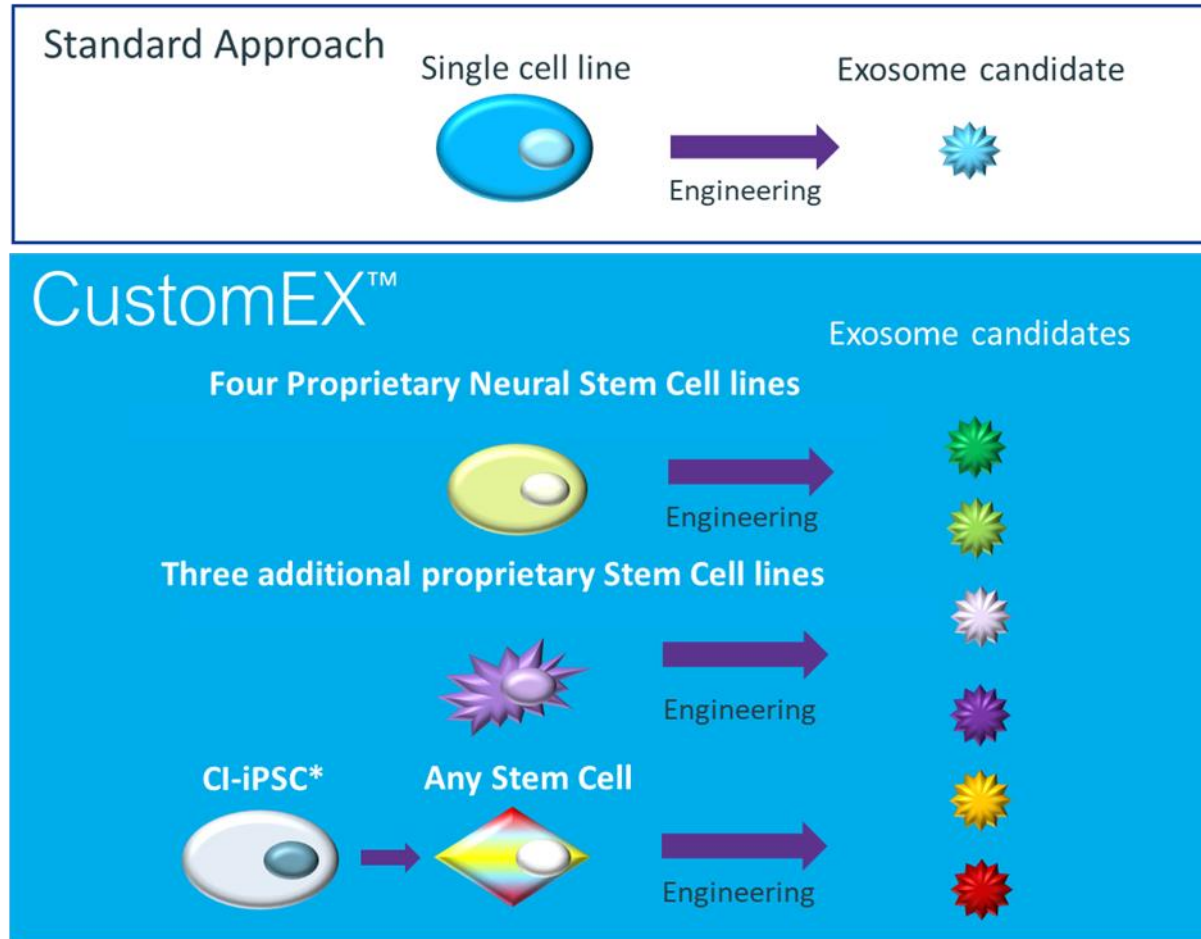 Standard Approach
Single cell line
Exosome candidate
Engineering
CustomEX™
Exosome candidates
Four Proprietary Neural Stem Cell lines
Engineering
Three additional proprietary Stem Cell lines
Engineering
CI-iPSC*
Any Stem Cell
Engineering